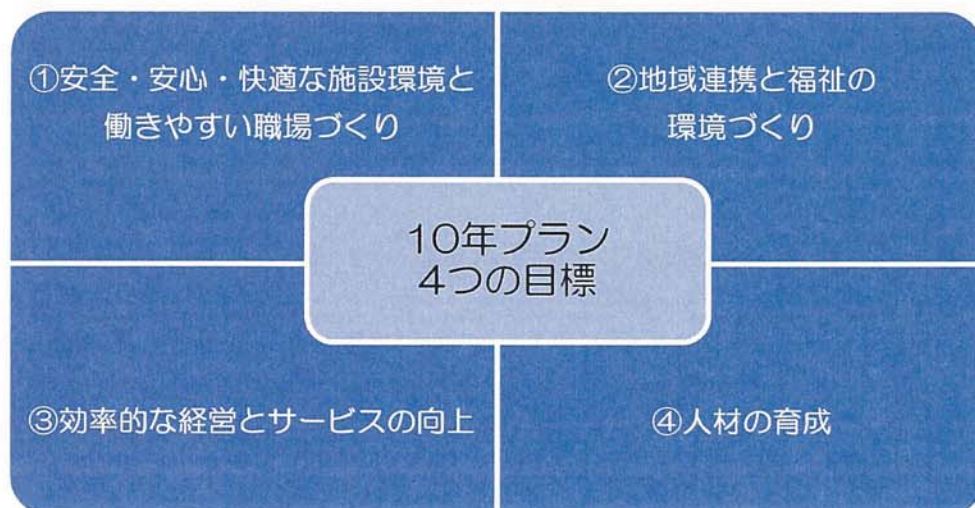 ①安全・安心・快適な施設環境と
働きやすい職場づくり
②地域連携と福祉の
環境づくり
10年プラン
4つの目標
③効率的な経営とサービスの向上
④人材の育成